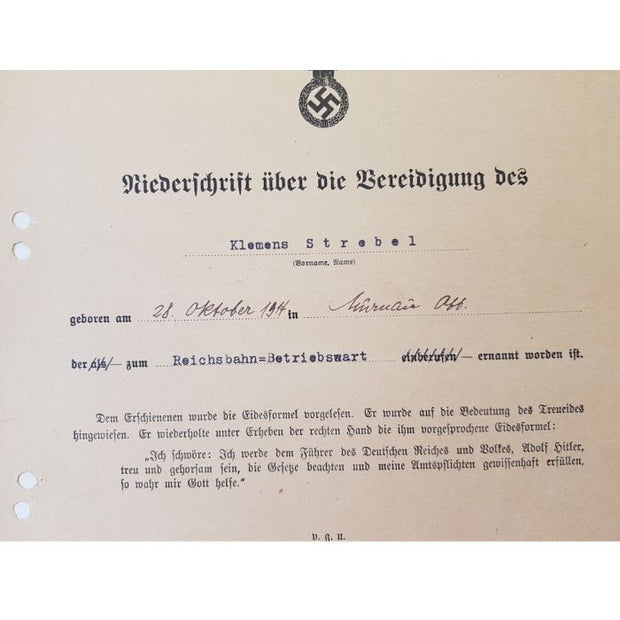 Niederschrift über die Vereidigung des
Klemens Strebel
(Vorname, Name)
geboren am 28. Oktober 194 in Murnau Obb.
der als — zum Reichsbahn=Betriebswart einberufen — ernannt worden ist.
Dem Erschienenen wurde die Eidesformel vorgelesen. Er wurde auf die Bedeutung des Treueides
hingewiesen. Er wiederholte unter Erheben der rechten Hand die ihm vorgesprochene Eidesformel:
„Ich schwöre: Ich werde dem Führer des Deutschen Reiches und Volkes, Adolf Hitler,
treu und gehorsam sein, die Gesetze beachten und meine Amtspflichten gewissenhaft erfüllen,
so wahr mir Gott helfe.“
v. g. u.